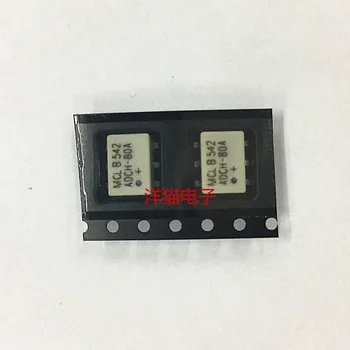 MCL B 542
ADCH-80A
+
MCL B 542
ADCH-80A
+
洋猫电子